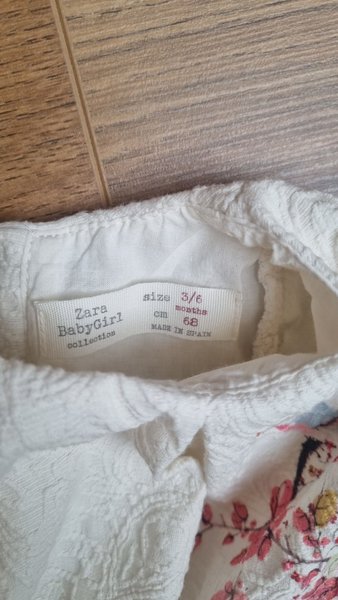 Zara
BabyGirl
collection
size 3/6
months
cm 68
MADE IN SPAIN